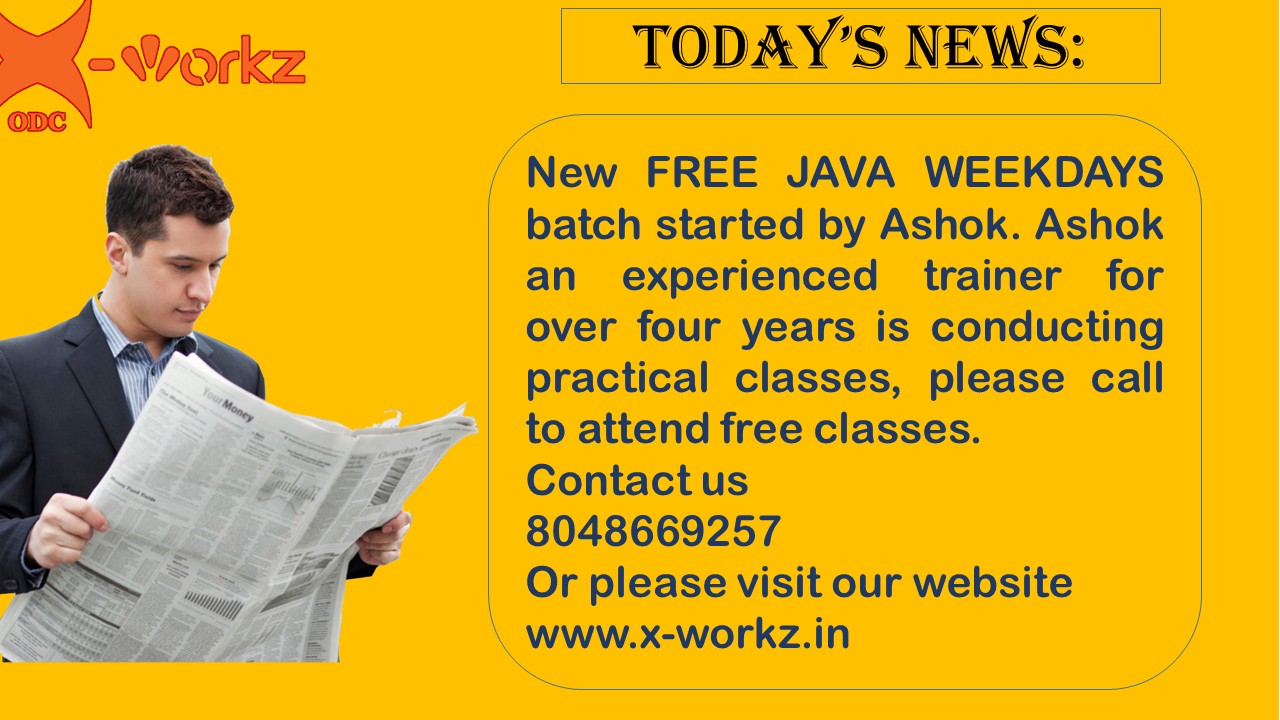 X-workz
ODC
TODAY'S NEWS:
New FREE JAVA WEEKDAYS
batch started by Ashok. Ashok
an experienced trainer for
over four years is conducting
practical classes, please call
to attend free classes.
Contact us
8048669257
Or please visit our website
www.x-workz.in
YourMoney